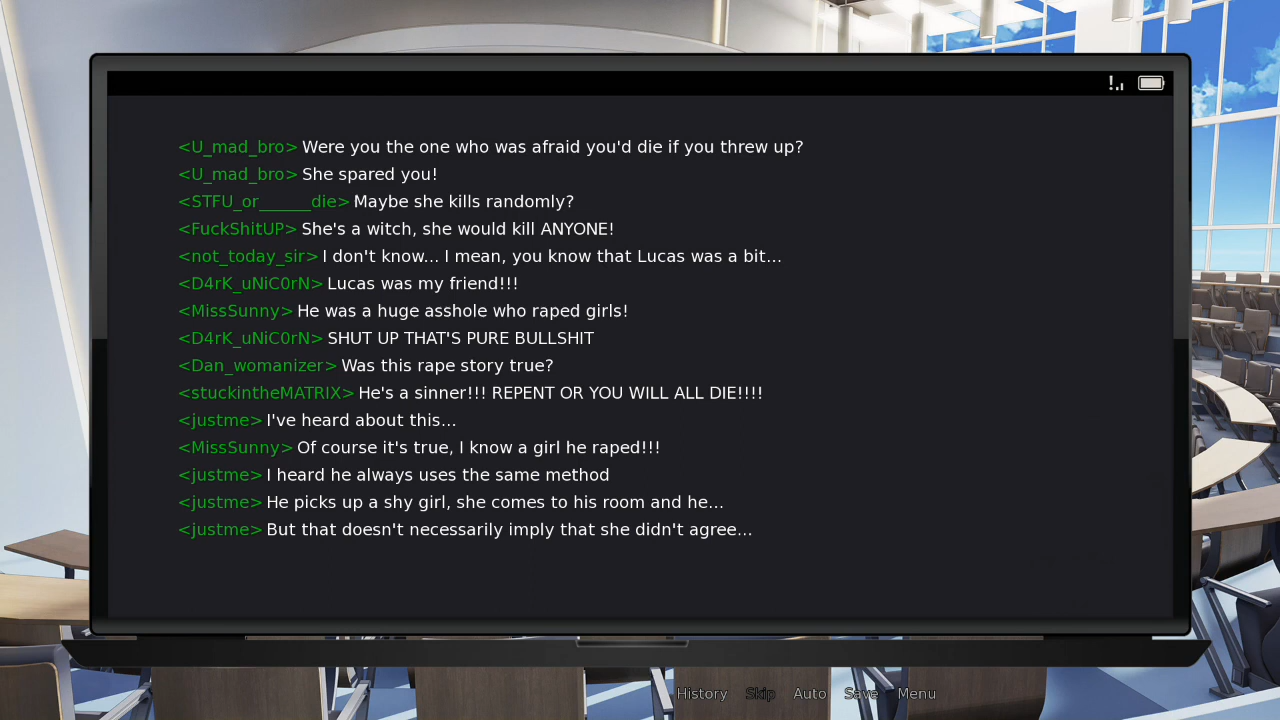 <U_mad_bro> Were you the one who was afraid you'd die if you threw up?
<U_mad_bro> She spared you!
<STFU_or______die> Maybe she kills randomly?
<FuckShitUP> She's a witch, she would kill ANYONE!
<not_today_sir> I don't know... I mean, you know that Lucas was a bit...
<D4rK_uNiC0rN> Lucas was my friend!!!
<MissSunny> He was a huge asshole who raped girls!
<D4rK_uNiC0rN> SHUT UP THAT'S PURE BULLSHIT
<Dan_womanizer> Was this rape story true?
<stuckintheMATRIX> He's a sinner!!! REPENT OR YOU WILL ALL DIE!!!!
<justme> I've heard about this...
<MissSunny> Of course it's true, I know a girl he raped!!!
<justme> I heard he always uses the same method
<justme> He picks up a shy girl, she comes to his room and he...
<justme> But that doesn't necessarily imply that she didn't agree...
History Skip Auto Save Menu